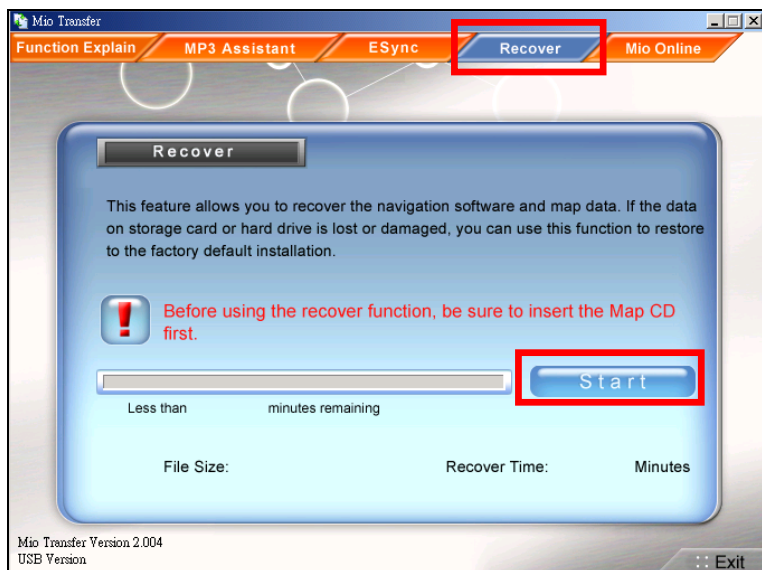 Mio Transfer
Function Explain MP3 Assistant ESync Recover Mio Online
Recover
This feature allows you to recover the navigation software and map data. If the data
on storage card or hard drive is lost or damaged, you can use this function to restore
to the factory default installation.
Before using the recover function, be sure to insert the Map CD
first.
Start
Less than minutes remaining
File Size: Recover Time: Minutes
Mio Transfer Version 2.004
USB Version
:: Exit